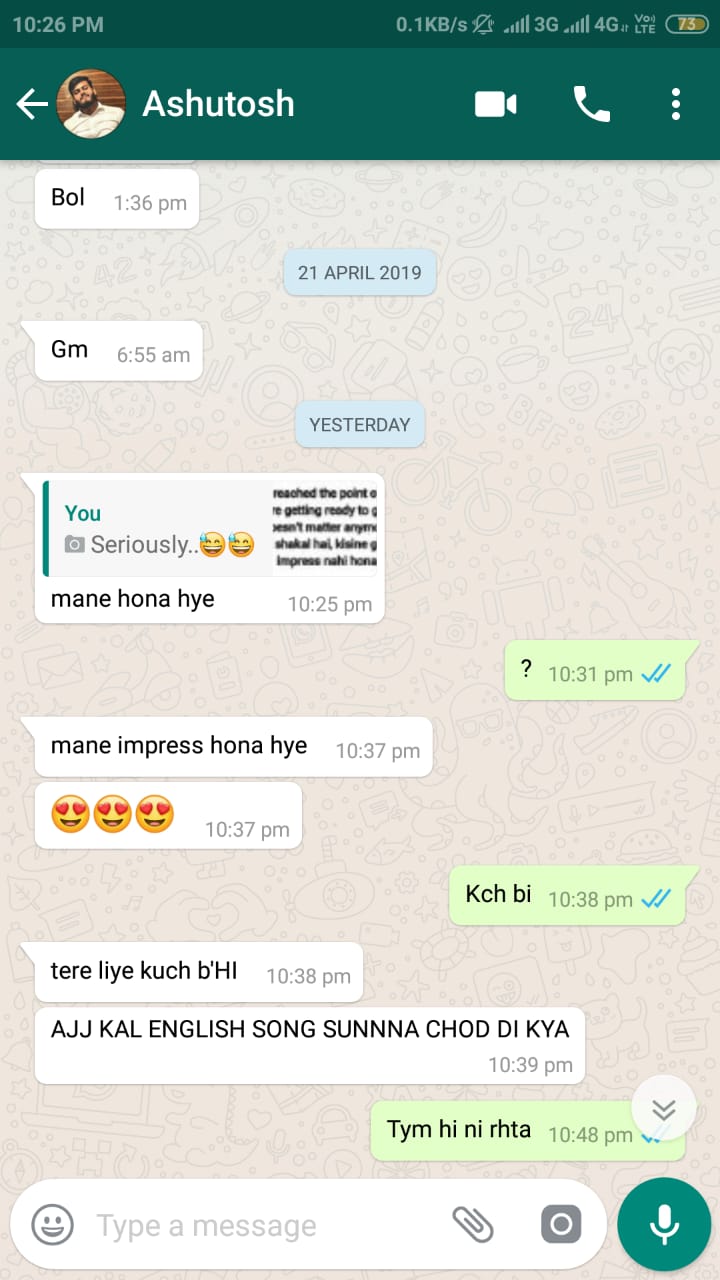 10:26 PM 0.1KB/s 3G 4G VoLTE 73
Ashutosh
Bol 1:36 pm
21 APRIL 2019
Gm 6:55 am
YESTERDAY
You
Seriously..😅😅
reached the point o
re getting ready to g
esn't matter anym
shakal hai, kisine g
impress nahi hona
mane hona hye 10:25 pm
? 10:31 pm
mane impress hona hye 10:37 pm
😍😍😍 10:37 pm
Kch bi 10:38 pm
tere liye kuch b'HI 10:38 pm
AJJ KAL ENGLISH SONG SUNNNA CHOD DI KYA
10:39 pm
Tym hi ni rhta 10:48 pm
Type a message